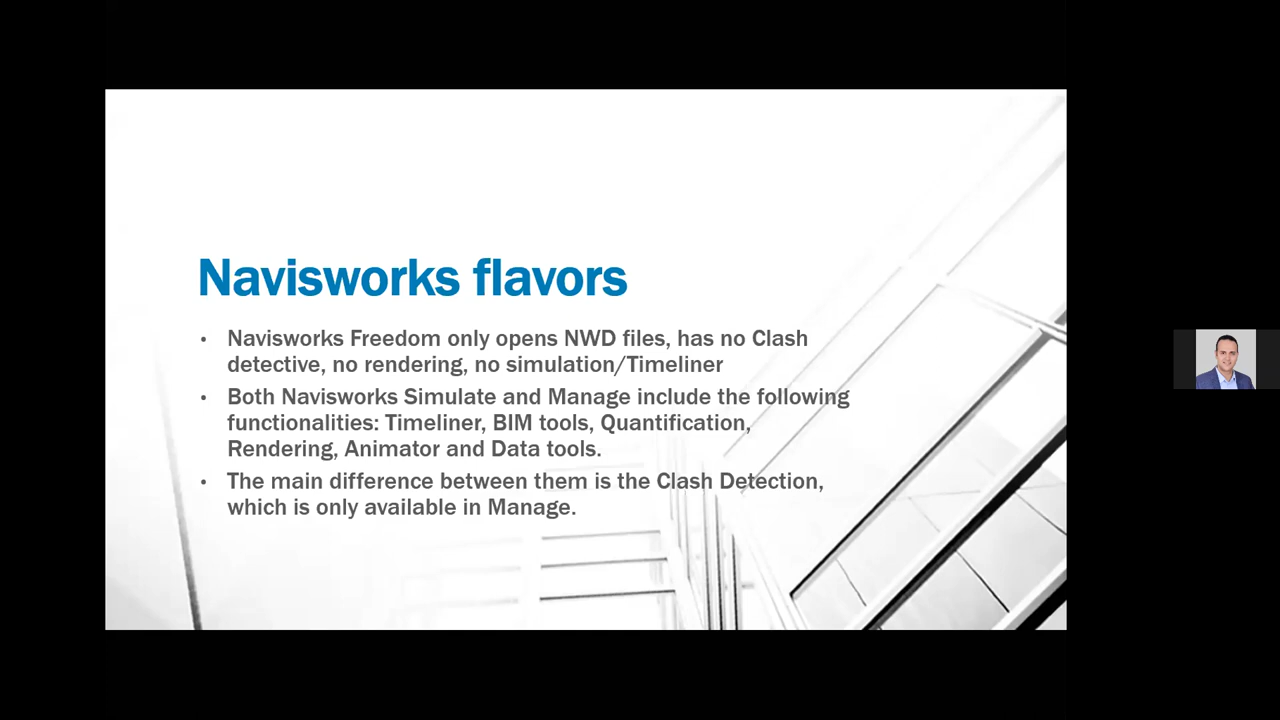 Navisworks flavors
• Navisworks Freedom only opens NWD files, has no Clash
detective, no rendering, no simulation/Timeliner
• Both Navisworks Simulate and Manage include the following
functionalities: Timeliner, BIM tools, Quantification,
Rendering, Animator and Data tools.
• The main difference between them is the Clash Detection,
which is only available in Manage.